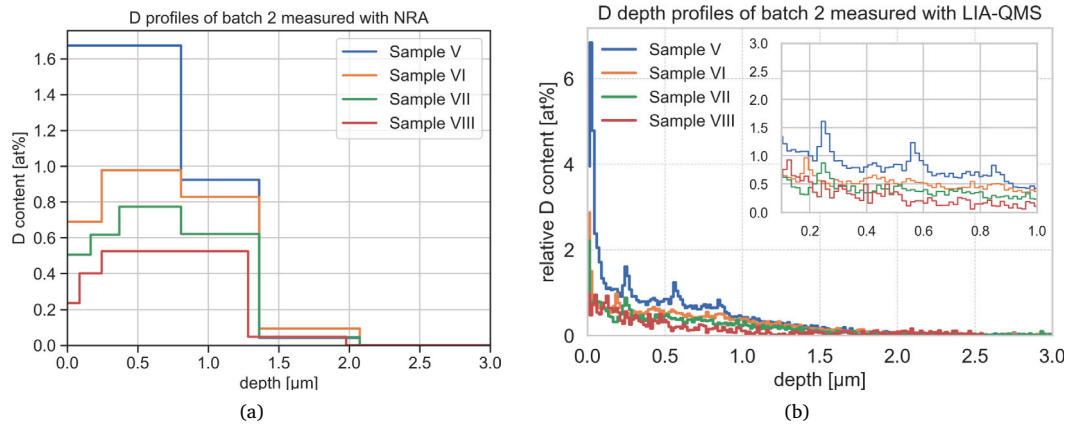 D profiles of batch 2 measured with NRA
D content [at%]
1.6
1.4
1.2
1.0
0.8
0.6
0.4
0.2
0.0
Sample V
Sample VI
Sample VII
Sample VIII
0.0 0.5 1.0 1.5 2.0 2.5 3.0
depth [µm]
(a)
D depth profiles of batch 2 measured with LIA-QMS
relative D content [at%]
6
4
2
0
Sample V
Sample VI
Sample VII
Sample VIII
3.0
2.5
2.0
1.5
1.0
0.5
0.0
0.2 0.4 0.6 0.8 1.0
0.0 0.5 1.0 1.5 2.0 2.5 3.0
depth [µm]
(b)